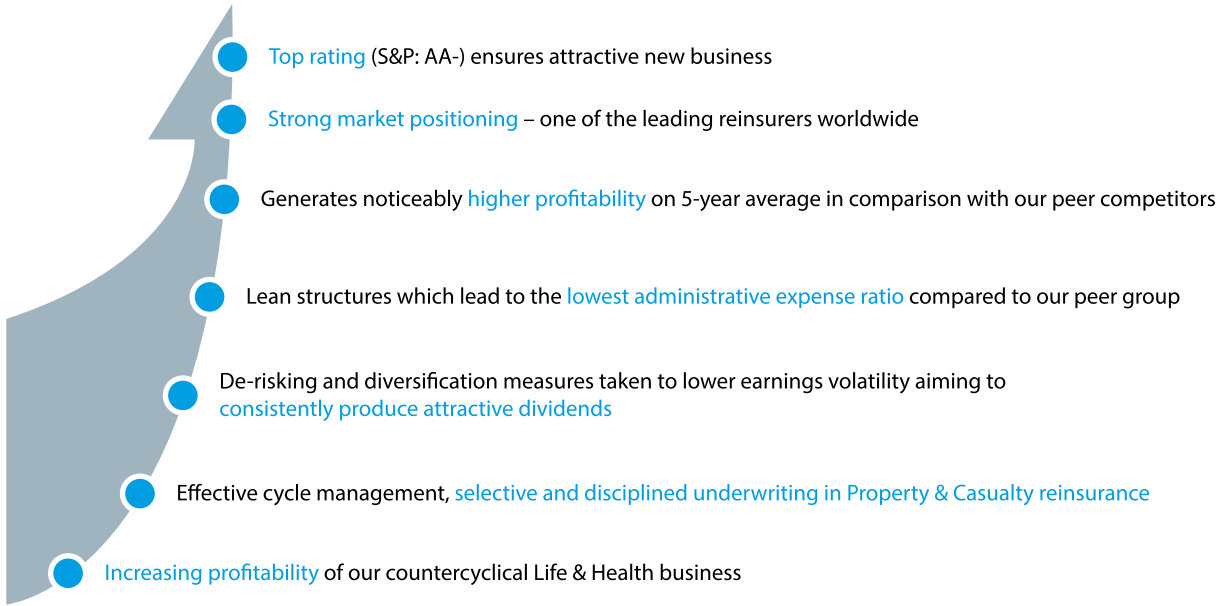 Top rating (S&P: AA-) ensures attractive new business
Strong market positioning – one of the leading reinsurers worldwide
Generates noticeably higher profitability on 5-year average in comparison with our peer competitors
Lean structures which lead to the lowest administrative expense ratio compared to our peer group
De-risking and diversification measures taken to lower earnings volatility aiming to
consistently produce attractive dividends
Effective cycle management, selective and disciplined underwriting in Property & Casualty reinsurance
Increasing profitability of our countercyclical Life & Health business